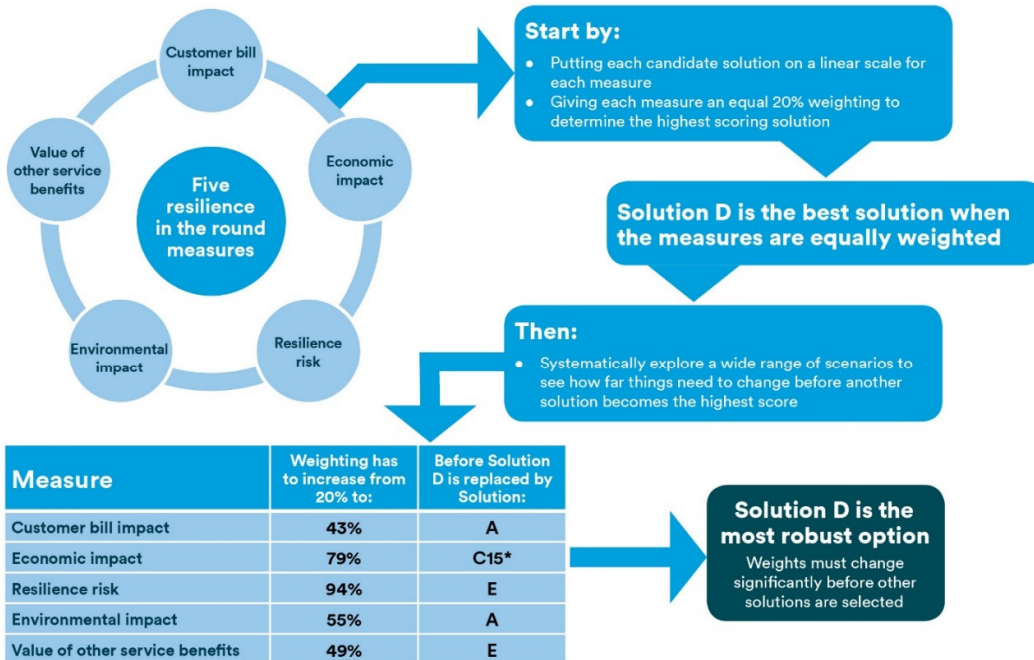 Customer bill
impact
Value of
other service
benefits
Economic
impact
Five
resilience
in the round
measures
Environmental
impact
Resilience
risk
Start by:
• Putting each candidate solution on a linear scale for
each measure
• Giving each measure an equal 20% weighting to
determine the highest scoring solution
Solution D is the best solution when
the measures are equally weighted
Then:
• Systematically explore a wide range of scenarios to
see how far things need to change before another
solution becomes the highest score
Measure
Weighting has
to increase from
20% to:
Before Solution
D is replaced by
Solution:
Customer bill impact 43% A
Economic impact 79% C15*
Resilience risk 94% E
Environmental impact 55% A
Value of other service benefits 49% E
Solution D is the
most robust option
Weights must change
significantly before other
solutions are selected